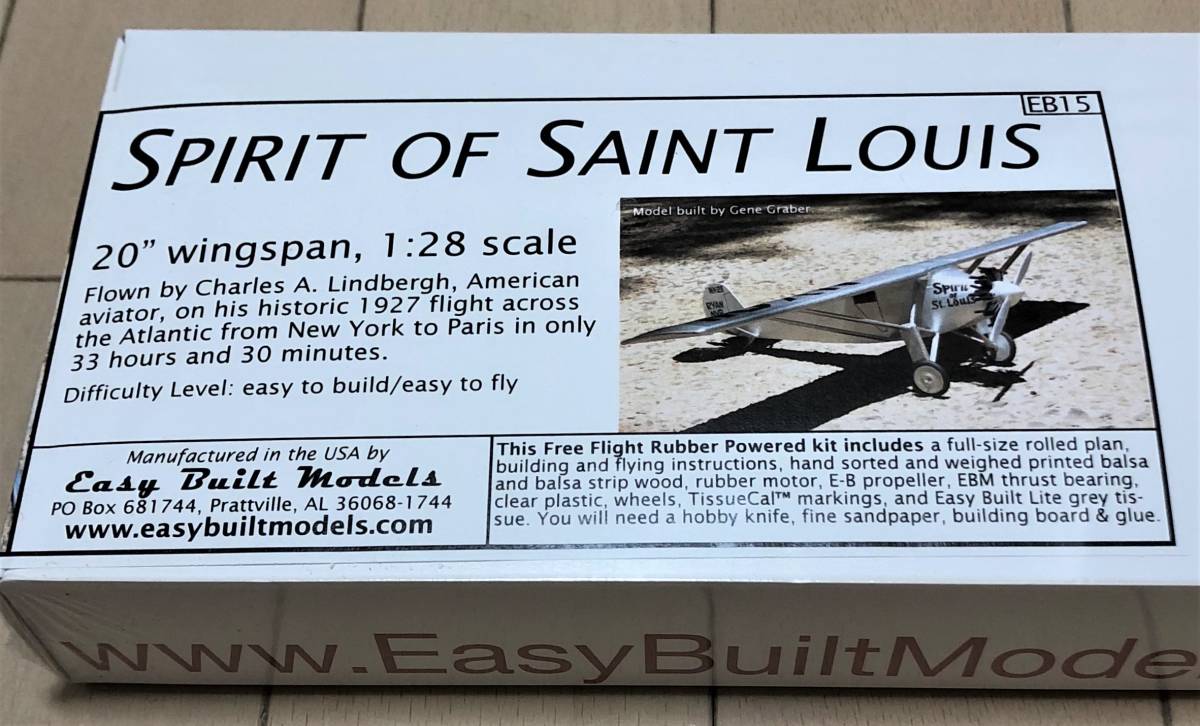 EB15
SPIRIT OF SAINT LOUIS
20” wingspan, 1:28 scale
Flown by Charles A. Lindbergh, American
aviator, on his historic 1927 flight across
the Atlantic from New York to Paris in only
33 hours and 30 minutes.
Difficulty Level: easy to build/easy to fly
Model built by Gene Graber
Spirit
of
St. Louis
RYAN
Manufactured in the USA by
Easy Built Models
PO Box 681744, Prattville, AL 36068-1744
www.easybuiltmodels.com
This Free Flight Rubber Powered kit includes a full-size rolled plan,
building and flying instructions, hand sorted and weighed printed balsa
and balsa strip wood, rubber motor, E-B propeller, EBM thrust bearing,
clear plastic, wheels, TissueCal™ markings, and Easy Built Lite grey tis-
sue. You will need a hobby knife, fine sandpaper, building board & glue.
www.EasyBuiltMode